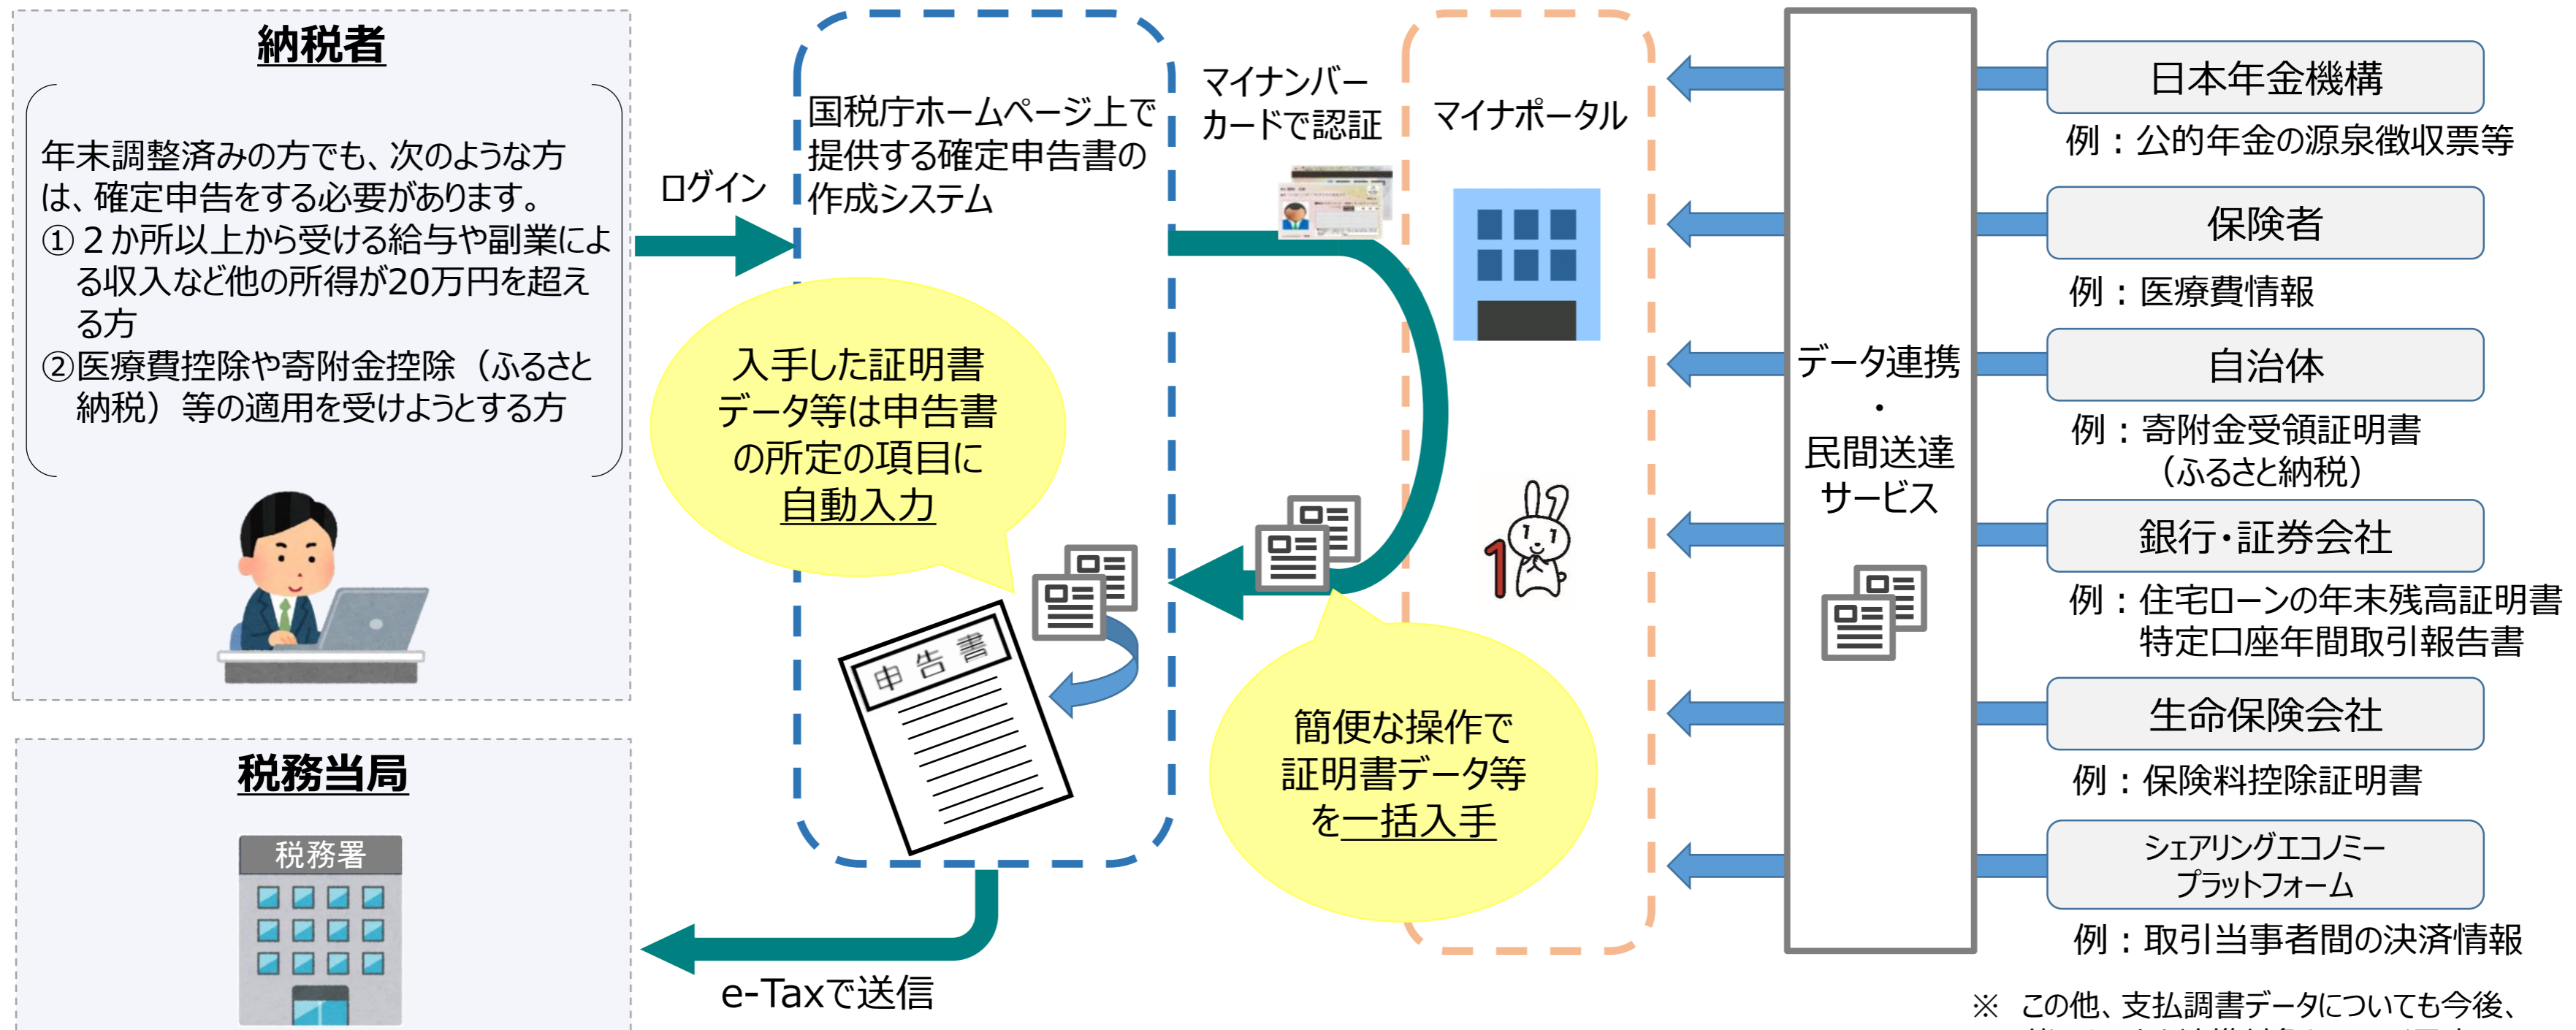 納税者
年末調整済みの方でも、次のような方
は、確定申告をする必要があります。
①２か所以上から受ける給与や副業によ
る収入など他の所得が20万円を超え
る方
②医療費控除や寄附金控除（ふるさと
納税）等の適用を受けようとする方
税務当局
税務署
ログイン
国税庁ホームページ上で
提供する確定申告書の
作成システム
入手した証明書
データ等は申告書
の所定の項目に
自動入力
申告書
e-Taxで送信
マイナンバー
カードで認証
簡便な操作で
証明書データ等
を一括入手
マイナポータル
1
データ連携
・
民間送達
サービス
日本年金機構
例：公的年金の源泉徴収票等
保険者
例：医療費情報
自治体
例：寄附金受領証明書
（ふるさと納税）
銀行・証券会社
例：住宅ローンの年末残高証明書
特定口座年間取引報告書
生命保険会社
例：保険料控除証明書
シェアリングエコノミー
プラットフォーム
例：取引当事者間の決済情報
※ この他、支払調書データについても今後、